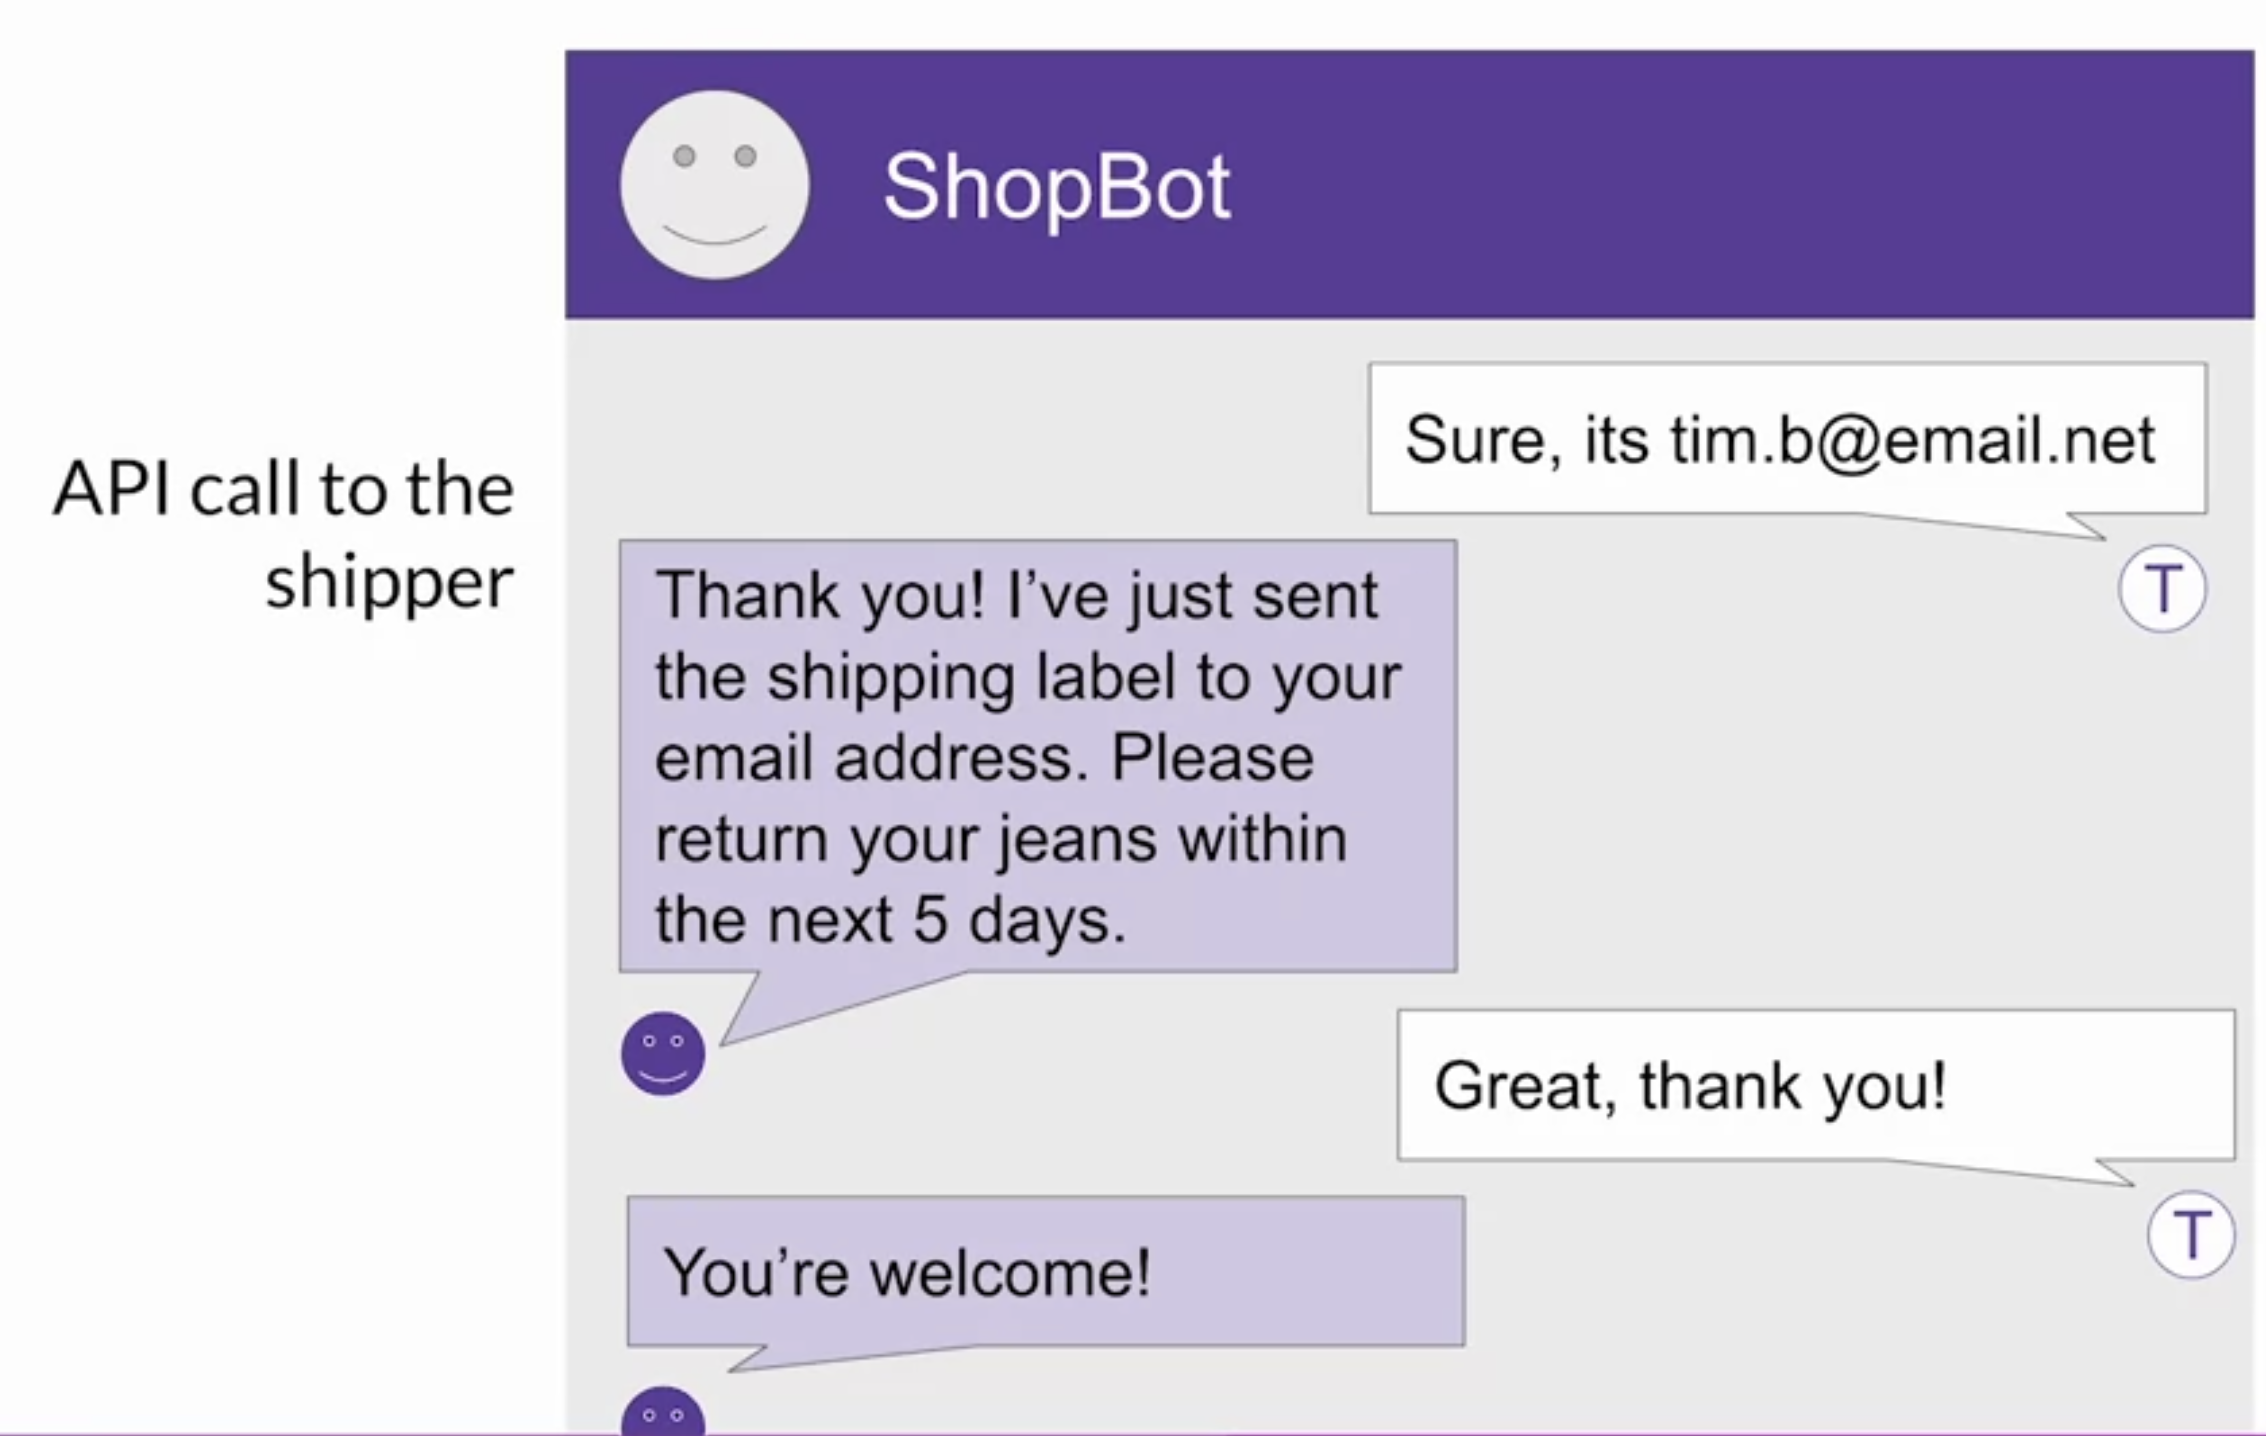 ShopBot
Sure, its tim.b@email.net
T
API call to the
shipper
Thank you! I’ve just sent
the shipping label to your
email address. Please
return your jeans within
the next 5 days.
Great, thank you!
T
You’re welcome!